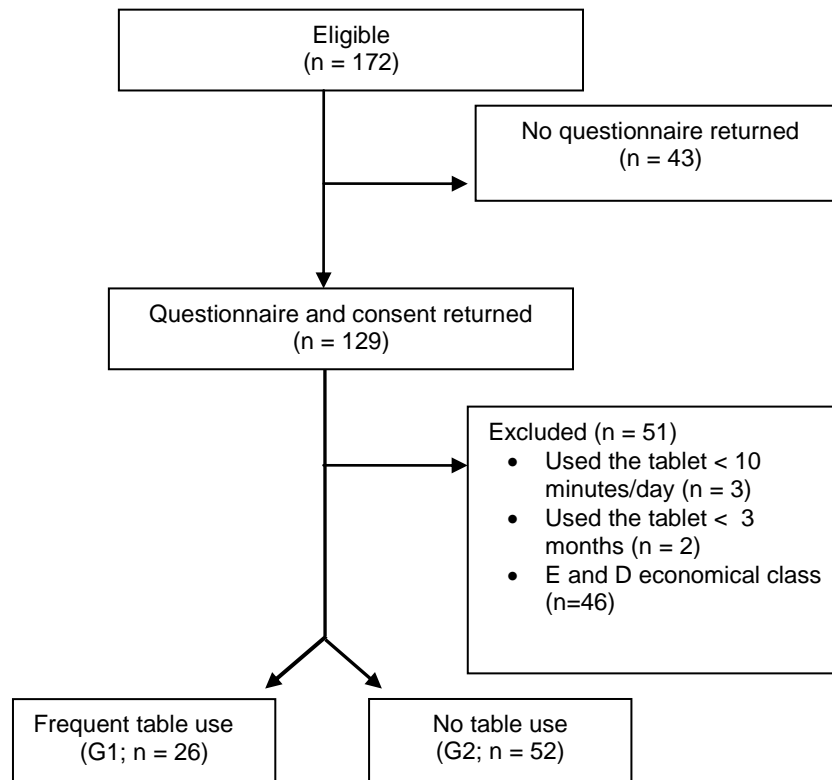 Eligible
(n = 172)
No questionnaire returned
(n = 43)
Questionnaire and consent returned
(n = 129)
Excluded (n = 51)
• Used the tablet < 10
minutes/day (n = 3)
• Used the tablet < 3
months (n = 2)
• E and D economical class
(n=46)
Frequent table use
(G1; n = 26)
No table use
(G2; n = 52)